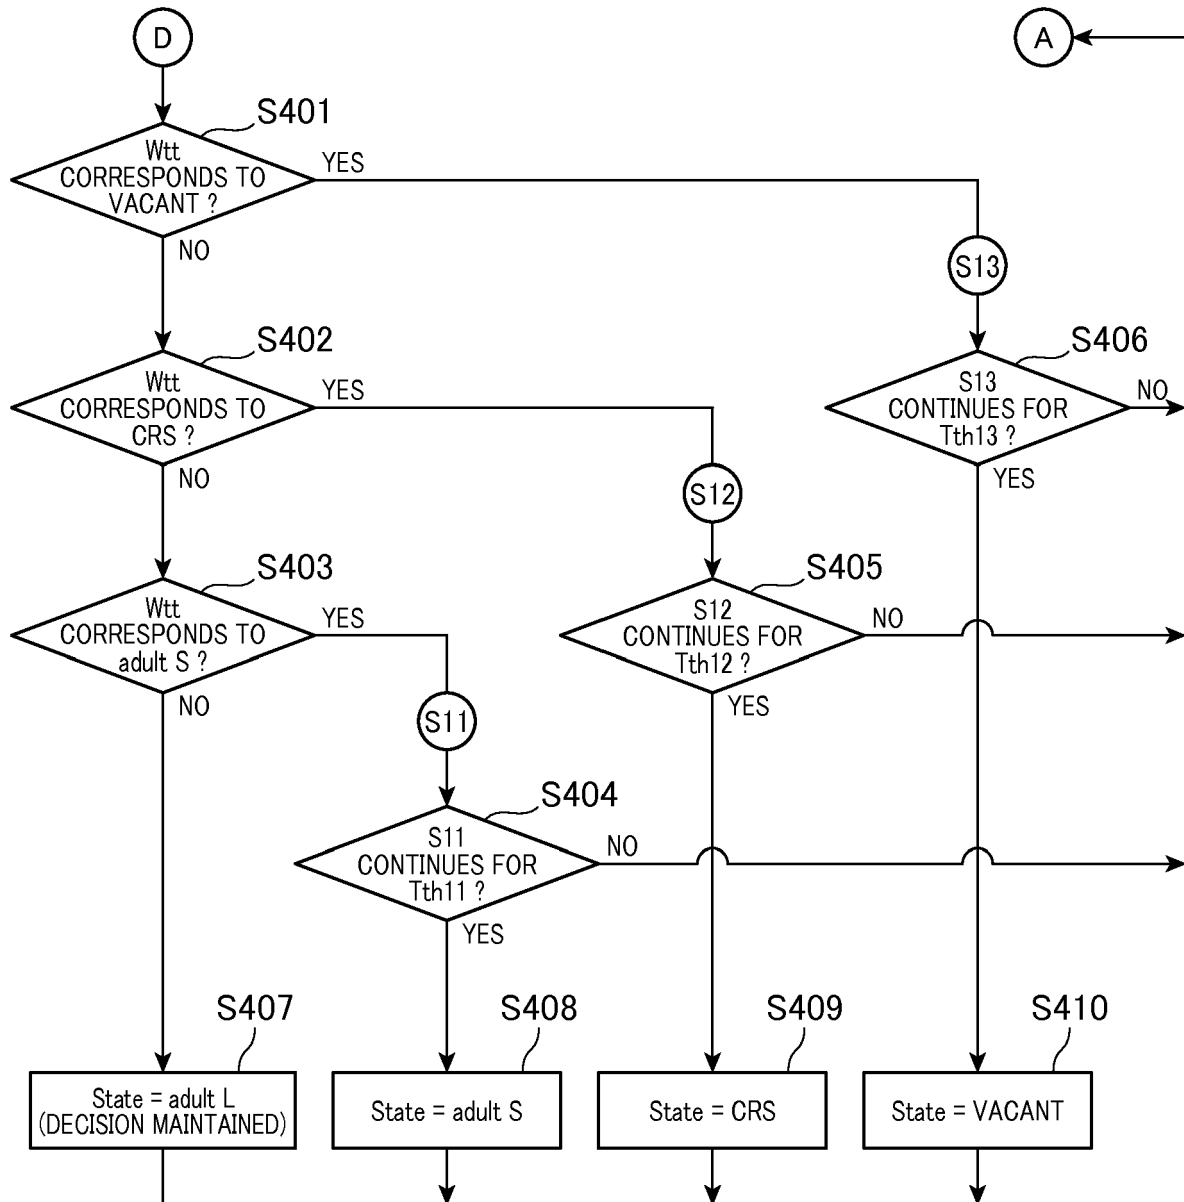 D
A
S401
Wtt
CORRESPONDS TO
VACANT ?
YES
NO
S13
S402
Wtt
CORRESPONDS TO
CRS ?
YES
NO
S406
S13
CONTINUES FOR
Tth13 ?
NO
YES
S12
S403
Wtt
CORRESPONDS TO
adult S ?
YES
NO
S405
S12
CONTINUES FOR
Tth12 ?
NO
YES
S11
S404
S11
CONTINUES FOR
Tth11 ?
NO
YES
S407
State = adult L
(DECISION MAINTAINED)
S408
State = adult S
S409
State = CRS
S410
State = VACANT